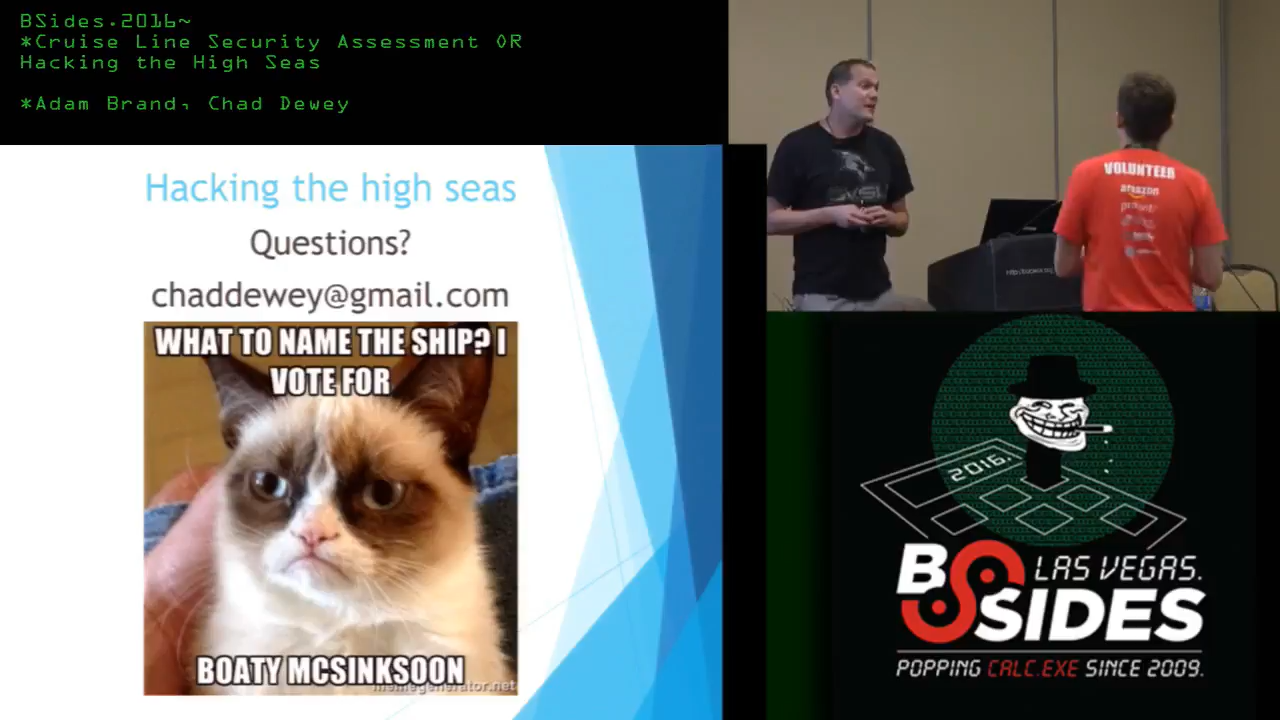 BSides.2016~
*Cruise Line Security Assessment OR
Hacking the High Seas
*Adam Brand, Chad Dewey
Hacking the high seas
Questions?
chaddewey@gmail.com
WHAT TO NAME THE SHIP? I
VOTE FOR
BOATY MCSINKSOON
memegenerator.net
VOLUNTEER
amazon
2016.
BSIDES
LAS VEGAS.
POPPING CALC.EXE SINCE 2009.